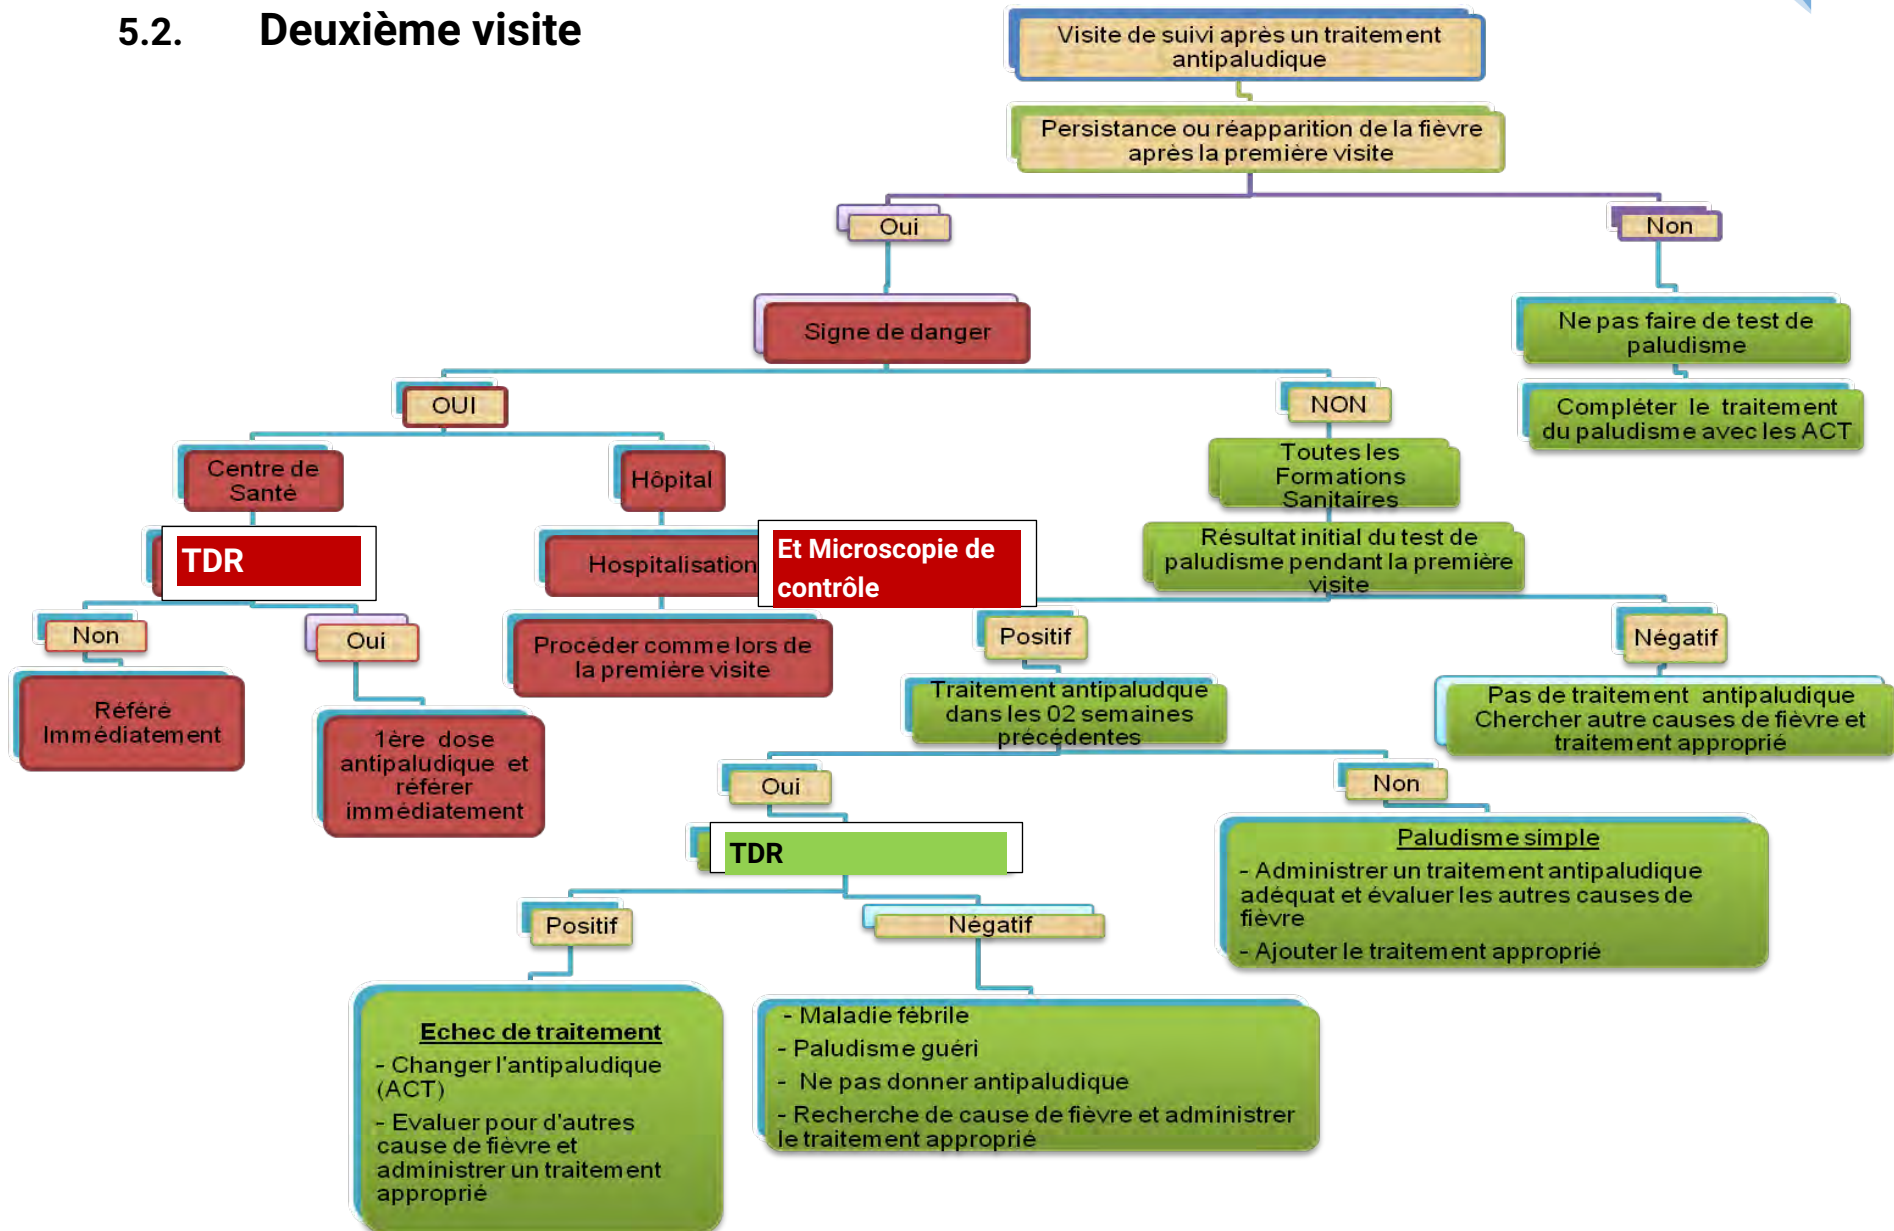 5.2. Deuxième visite
Visite de suivi après un traitement
antipaludique
Persistance ou réapparition de la fièvre
après la première visite
Oui
Non
Signe de danger
Ne pas faire de test de
paludisme
Compléter le traitement
du paludisme avec les ACT
OUI
NON
Centre de
Santé
Hôpital
Toutes les
Formations
Sanitaires
TDR
Hospitalisation
Et Microscopie de
contrôle
Résultat initial du test de
paludisme pendant la première
visite
Non
Oui
Procéder comme lors de
la première visite
Positif
Négatif
Référé
Immédiatement
1ère dose
antipaludique et
référer
immédiatement
Traitement antipaludque
dans les 02 semaines
précédentes
Pas de traitement antipaludique
Chercher autre causes de fièvre et
traitement approprié
Oui
Non
TDR
Paludisme simple
- Administrer un traitement antipaludique
adéquat et évaluer les autres causes de
fièvre
- Ajouter le traitement approprié
Positif
Négatif
Echec de traitement
- Changer l'antipaludique
(ACT)
- Evaluer pour d'autres
cause de fièvre et
administrer un traitement
approprié
- Maladie fébrile
- Paludisme guéri
- Ne pas donner antipaludique
- Recherche de cause de fièvre et administrer
le traitement approprié